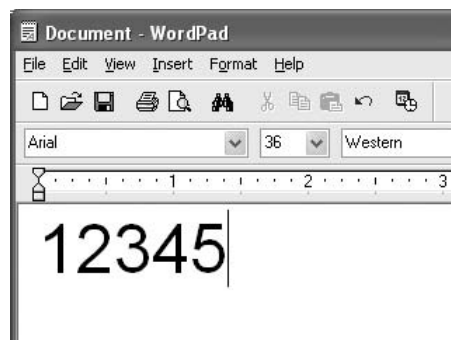 Document - WordPad
File Edit View Insert Format Help
Arial 36 Western
1 2 3
12345